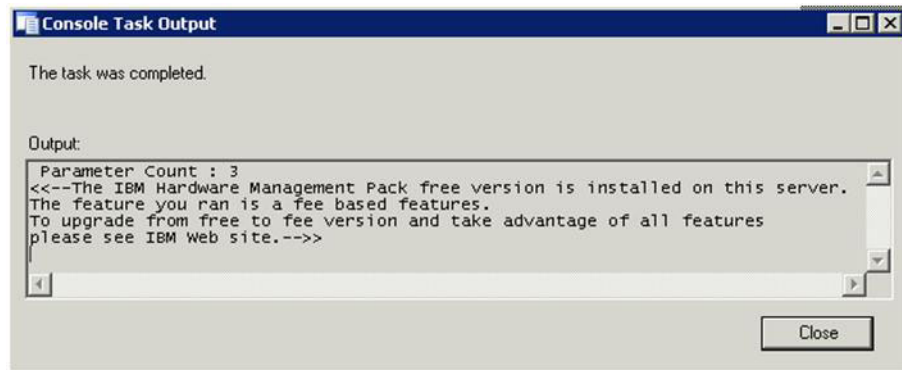 Console Task Output
The task was completed.
Output:
Parameter Count : 3
<<--The IBM Hardware Management Pack free version is installed on this server.
The feature you ran is a fee based features.
To upgrade from free to fee version and take advantage of all features
please see IBM Web site.-->>
Close